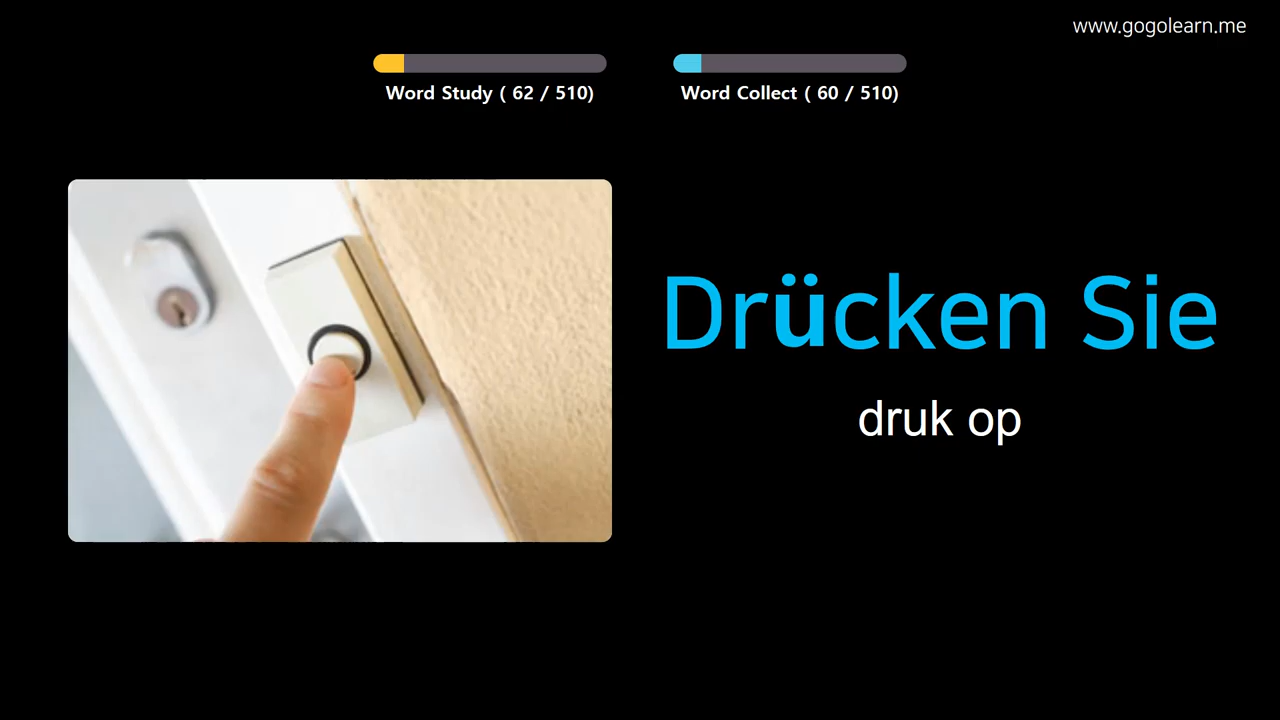 www.gogolearn.me
Word Study ( 62 / 510)
Word Collect ( 60 / 510)
Drücken Sie
druk op